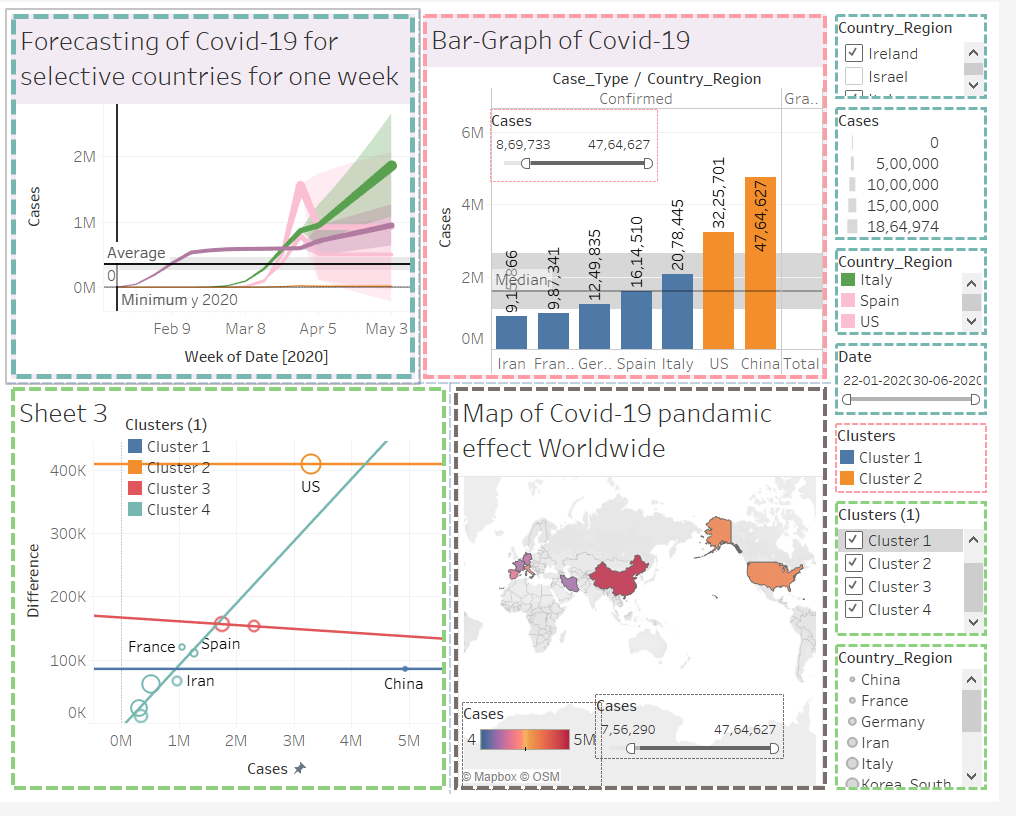 Forecasting of Covid-19 for
selective countries for one week
2M
1M
0M
Cases
Average
0
Minimum
y 2020
Feb 9
Mar 8
Apr 5
May 3
Week of Date [2020]
Bar-Graph of Covid-19
Case_Type / Country_Region
Confirmed
Gra..
Cases
8,69,733
47,64,627
6M
4M
2M
0M
Cases
Median
9,87,341
12,49,835
16,14,510
20,78,445
32,25,701
47,64,627
Iran
Fran..
Ger..
Spain
Italy
US
China
Total
Country_Region
Ireland
Israel
Cases
0
5,00,000
10,00,000
15,00,000
18,64,974
Country_Region
Italy
Spain
US
Date
22-01-2020
30-06-2020
Clusters
Cluster 1
Cluster 2
Clusters (1)
Cluster 1
Cluster 2
Cluster 3
Cluster 4
Country_Region
China
France
Germany
Iran
Italy
Korea, South
Sheet 3
Clusters (1)
Cluster 1
Cluster 2
Cluster 3
Cluster 4
400K
300K
200K
100K
0K
Difference
US
France
Spain
Iran
China
0M
1M
2M
3M
4M
5M
Cases
Map of Covid-19 pandamic
effect Worldwide
Cases
4
5M
Cases
7,56,290
47,64,627
© Mapbox © OSM